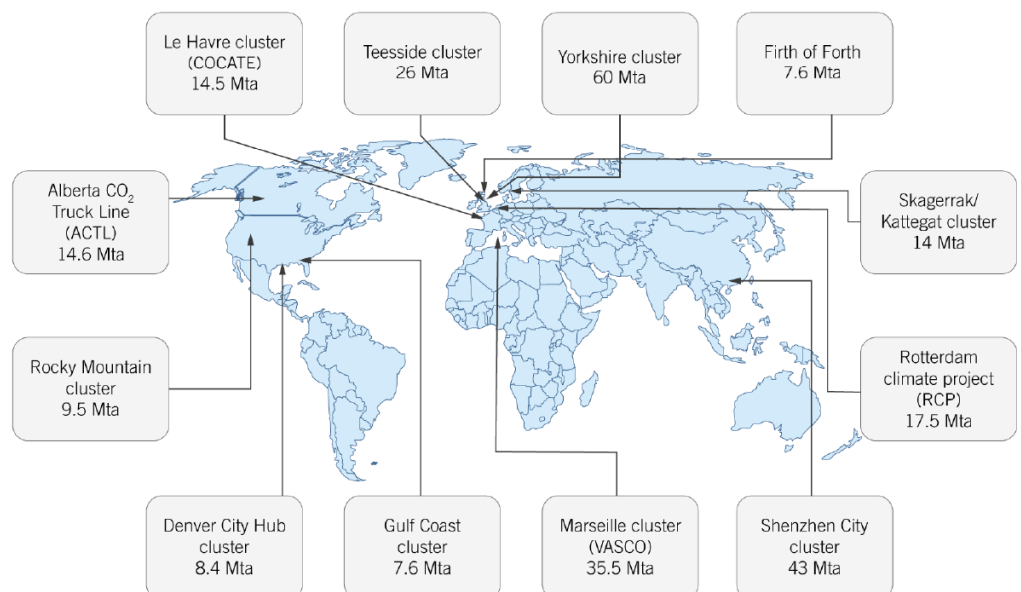 Le Havre cluster
(COCATE)
14.5 Mta
Teesside cluster
26 Mta
Yorkshire cluster
60 Mta
Firth of Forth
7.6 Mta
Alberta CO₂
Truck Line
(ACTL)
14.6 Mta
Skagerrak/
Kattegat cluster
14 Mta
Rocky Mountain
cluster
9.5 Mta
Rotterdam
climate project
(RCP)
17.5 Mta
Denver City Hub
cluster
8.4 Mta
Gulf Coast
cluster
7.6 Mta
Marseille cluster
(VASCO)
35.5 Mta
Shenzhen City
cluster
43 Mta